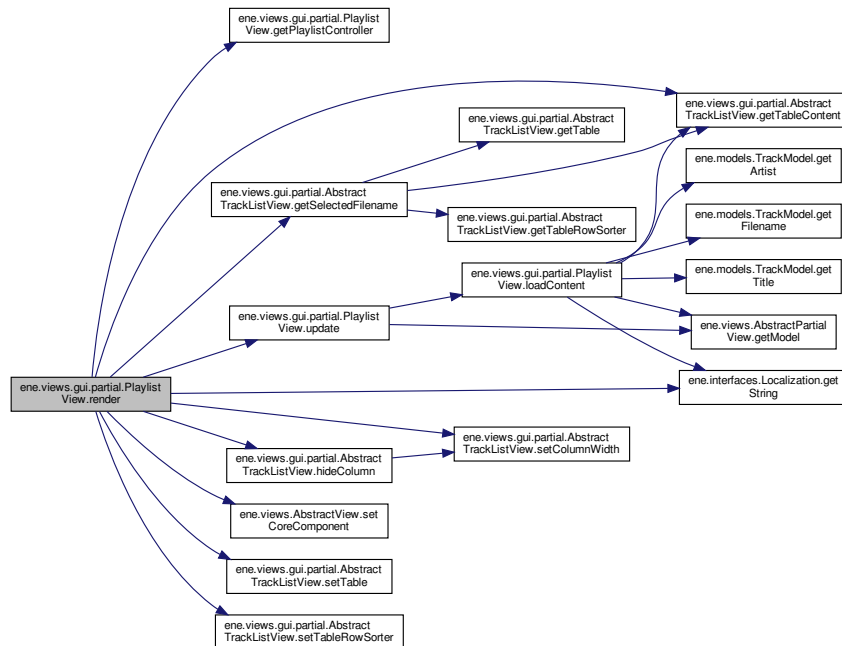 ene.views.gui.partial.Playlist
View.getPlaylistController
ene.views.gui.partial.Abstract
TrackListView.getTableContent
ene.views.gui.partial.Abstract
TrackListView.getTable
ene.models.TrackModel.get
Artist
ene.views.gui.partial.Abstract
TrackListView.getSelectedFilename
ene.views.gui.partial.Abstract
TrackListView.getTableRowSorter
ene.models.TrackModel.get
Filename
ene.views.gui.partial.Playlist
View.loadContent
ene.models.TrackModel.get
Title
ene.views.gui.partial.Playlist
View.update
ene.views.AbstractPartial
View.getModel
ene.views.gui.partial.Playlist
View.render
ene.interfaces.Localization.get
String
ene.views.gui.partial.Abstract
TrackListView.setColumnWidth
ene.views.gui.partial.Abstract
TrackListView.hideColumn
ene.views.AbstractView.set
CoreComponent
ene.views.gui.partial.Abstract
TrackListView.setTable
ene.views.gui.partial.Abstract
TrackListView.setTableRowSorter